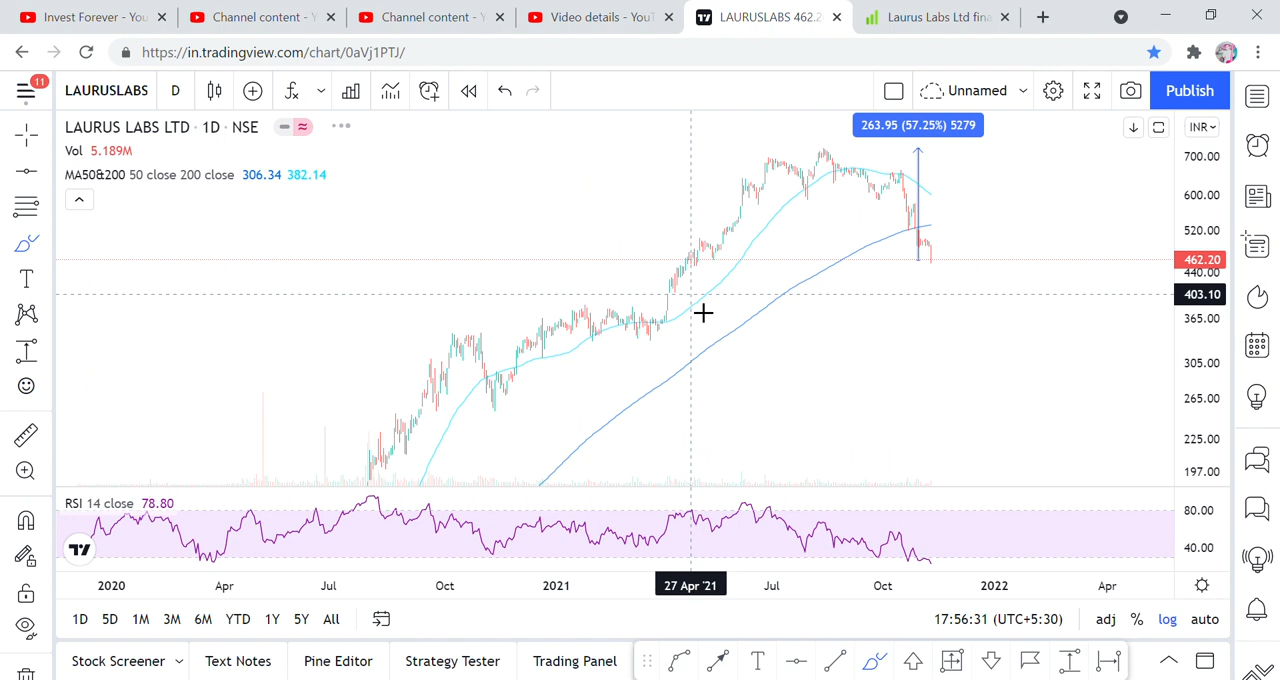 Invest Forever - You
Channel content - Y
Channel content - Y
Video details - YouT
LAURUSLABS 462.2
Laurus Labs Ltd fina
https://in.tradingview.com/chart/0aVj1PTJ/
11
LAURUSLABS
D
Unnamed
Publish
LAURUS LABS LTD · 1D · NSE
263.95 (57.25%) 5279
INR
Vol 5.189M
MA50&200 50 close 200 close 306.34 382.14
700.00
600.00
520.00
462.20
440.00
403.10
365.00
305.00
265.00
225.00
197.00
RSI 14 close 78.80
80.00
40.00
2020
Apr
Jul
Oct
2021
27 Apr '21
Jul
Oct
2022
Apr
1D
5D
1M
3M
6M
YTD
1Y
5Y
All
17:56:31 (UTC+5:30)
adj
%
log
auto
Stock Screener
Text Notes
Pine Editor
Strategy Tester
Trading Panel